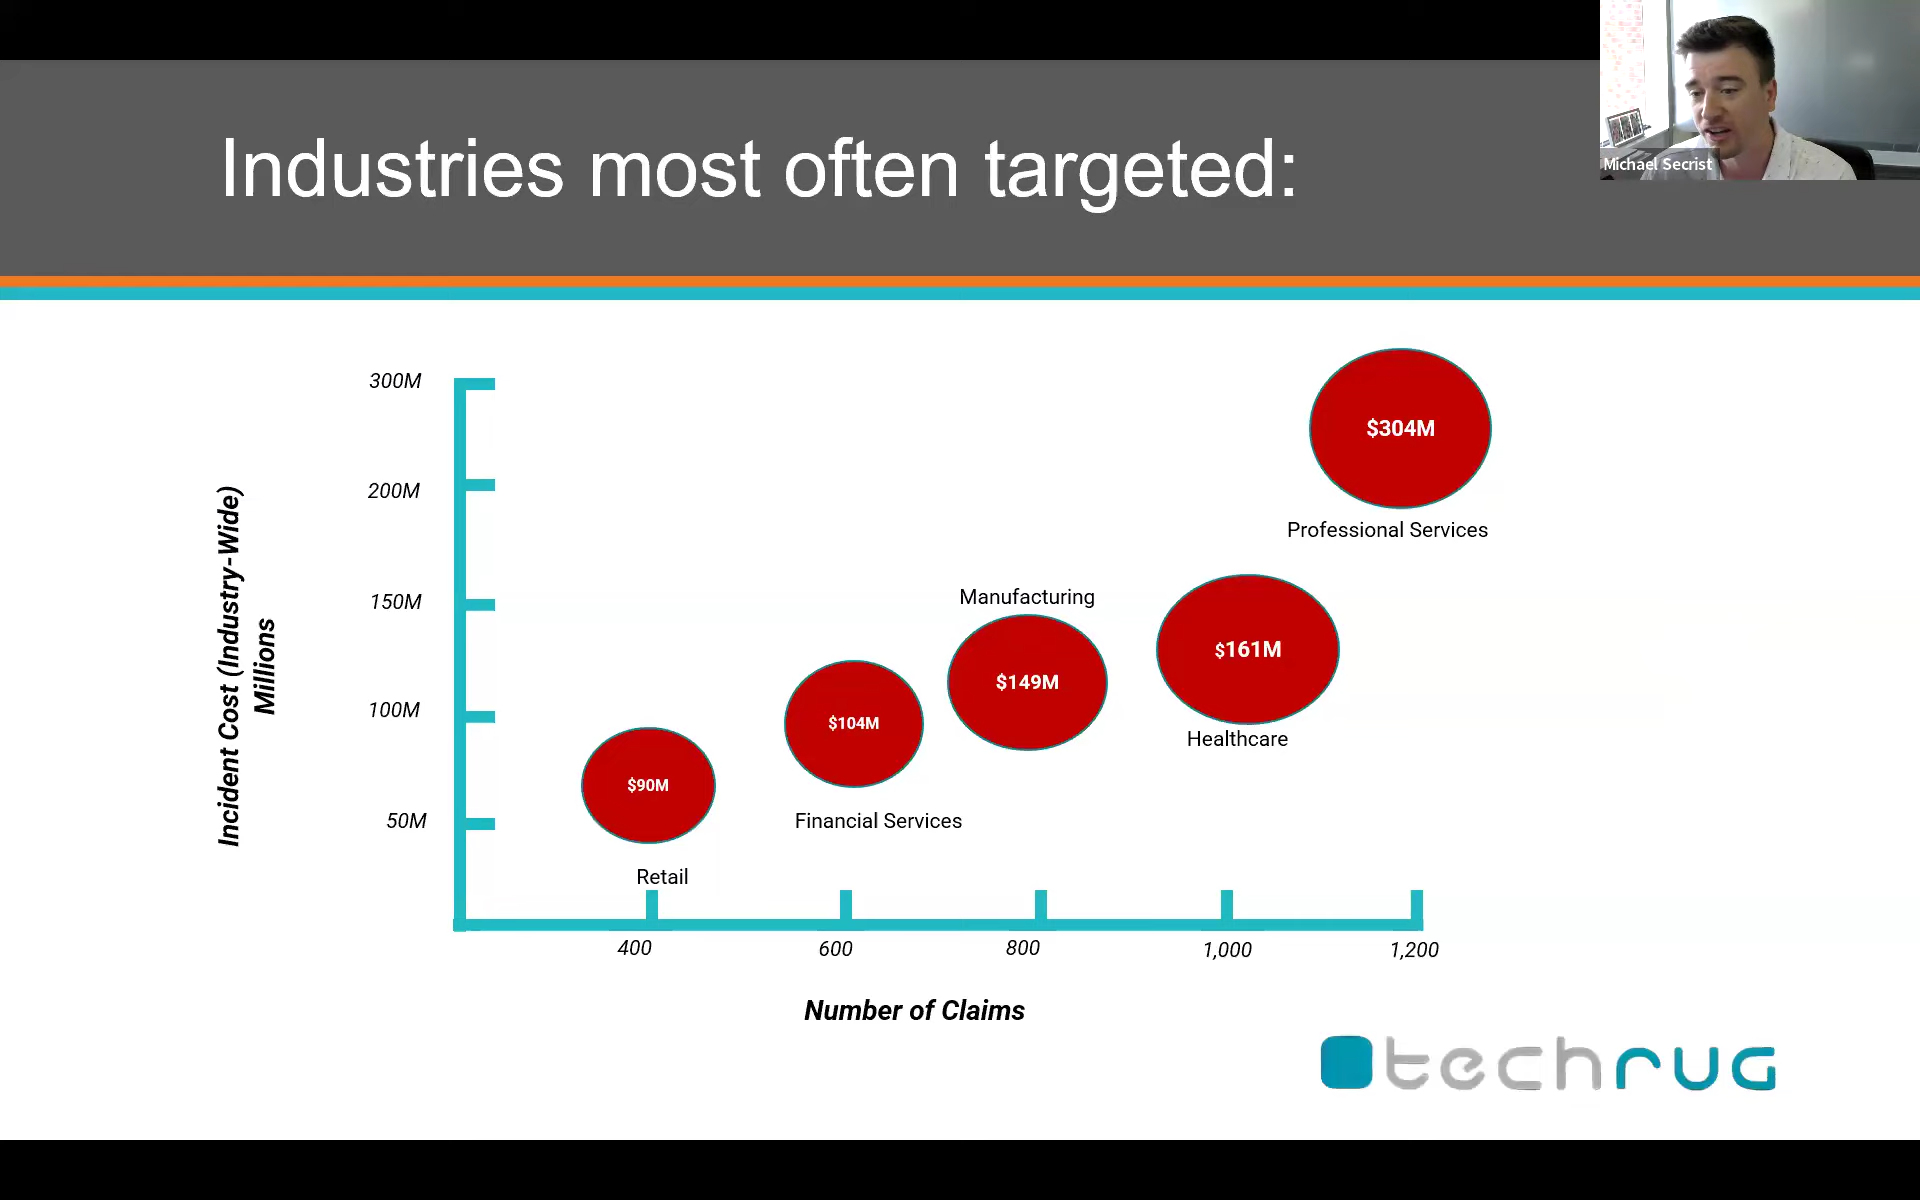 Industries most often targeted:
Michael Secrist
300M
200M
150M
100M
50M
Incident Cost (Industry-Wide)
Millions
$304M
Professional Services
Manufacturing
$149M
$161M
Healthcare
$104M
Financial Services
$90M
Retail
400
600
800
1,000
1,200
Number of Claims
techrug